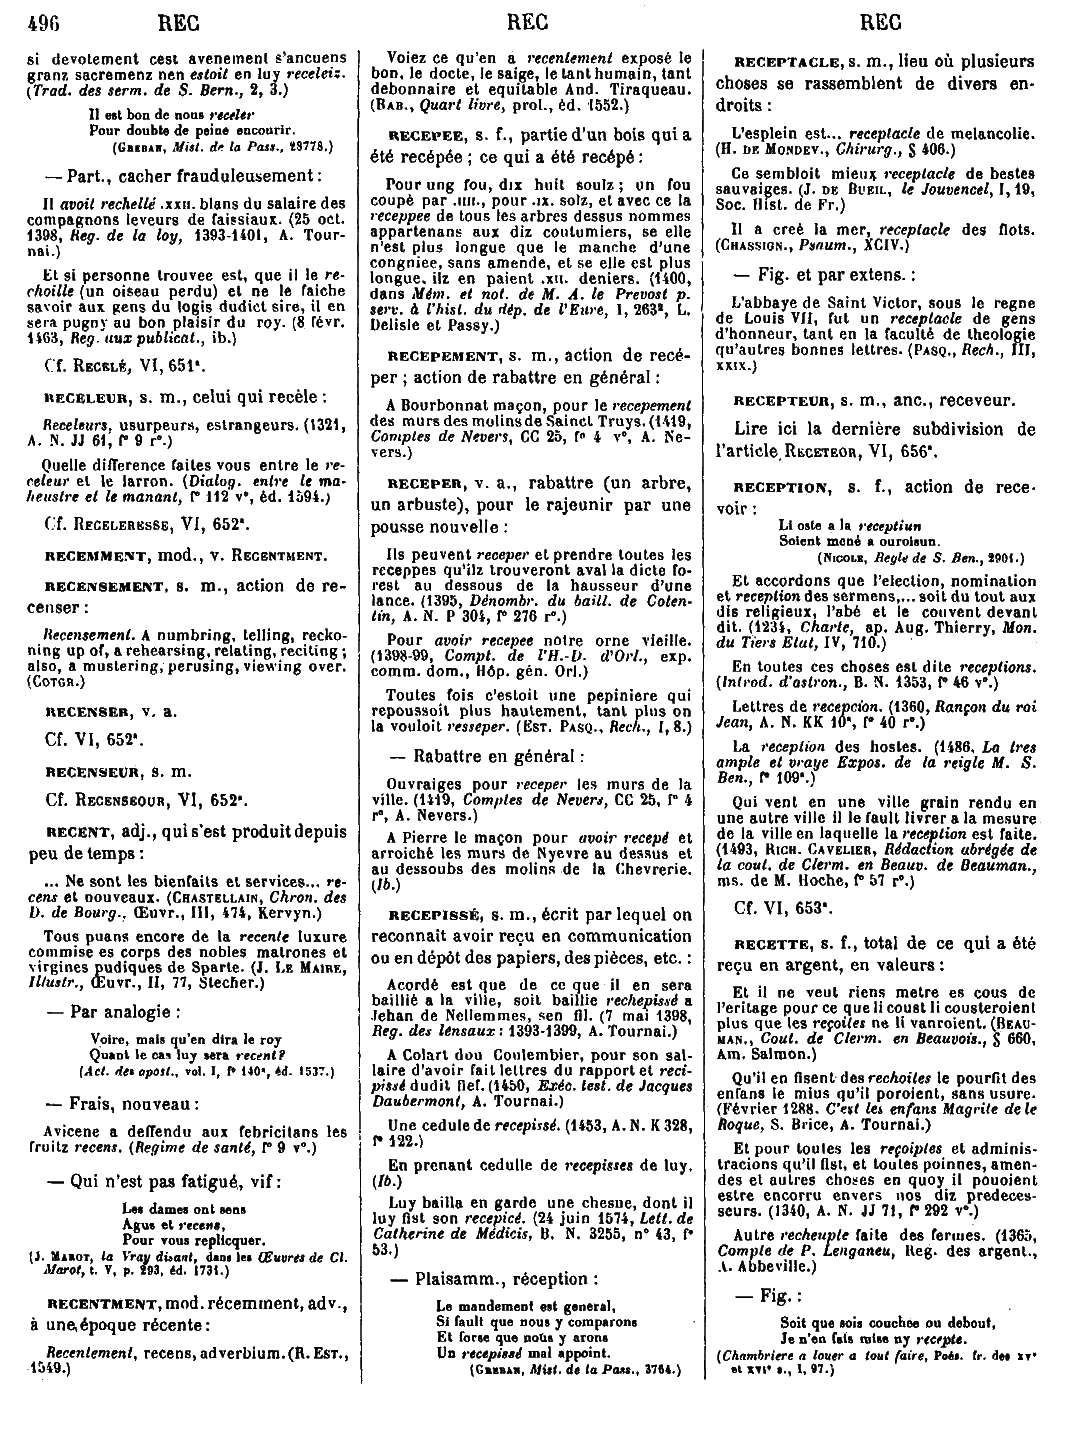 496 REC REC REC
si devotement cest avenement s'ancuens
granz sacremenz nen estoit en luy receleiz.
(Trad. des serm. de S. Bern., 2, 3.)
Il est bon de nous receler
Pour doubte de peine encourir.
(GREBAN, Mist. de la Pass., 28778.)
— Part., cacher frauduleusement :
Il avoit rechellé .XXII. blans du salaire des
compagnons leveurs de faissiaux. (25 oct.
1398, Reg. de la loy, 1393-1401, A. Tour-
nai.)
Et si personne trouvee est, que il le re-
choille (un oiseau perdu) et ne le faiche
savoir aux gens du logis dudict sire, il en
sera pugny au bon plaisir du roy. (8 févr.
1463, Reg. aux publicat., ib.)
Cf. RECELÉ, VI, 651ª.
RECELEUR, s. m., celui qui recèle :
Receleurs, usurpeurs, estrangeurs. (1321,
A. N. JJ 61, f° 9 r°.)
Quelle difference faites vous entre le re-
celeur et le larron. (Dialog. entre le ma-
heustre et le manant, f° 112 v°, éd. 1594.)
Cf. RECELERESSE, VI, 652ª.
RECEMMENT, mod., v. RECENTMENT.
RECENSEMENT, s. m., action de re-
censer :
Recensement. A numbring, telling, recko-
ning up of, a rehearsing, relating, reciting ;
also, a mustering, perusing, viewing over.
(COTGR.)
RECENSER, v. a.
Cf. VI, 652ª.
RECENSEUR, s. m.
Cf. RECENSEOUR, VI, 652ª.
RECENT, adj., qui s'est produit depuis
peu de temps :
... Ne sont les bienfaits et services... re-
cens et nouveaux. (CHASTELLAIN, Chron. des
D. de Bourg., Œuvr., III, 474, Kervyn.)
Tous puans encore de la recente luxure
commise es corps des nobles matrones et
virgines pudiques de Sparte. (J. LE MAIRE,
Illustr., Œuvr., II, 77, Stecher.)
— Par analogie :
Voire, mais qu'en dira le roy
Quant le cas luy sera recent ?
(Act. des apost., vol. I, f° 140ª, éd. 1537.)
— Frais, nouveau :
Avicene a deffendu aux febricitans les
fruitz recens. (Regime de santé, f° 9 v°.)
— Qui n'est pas fatigué, vif :
Les dames ont sens
Agus et recens,
Pour vous replicquer.
(J. MAROT, la Vray disant, dans les Œuvres de Cl.
Marot, t. V, p. 293, éd. 1731.)
RECENTMENT, mod. récemment, adv.,
à une époque récente :
Recentement, recens, adverbium. (R. EST.,
1549.)
Voiez ce qu'en a recentement exposé le
bon, le docte, le saige, le tant humain, tant
debonnaire et equitable And. Tiraqueau.
(RAB., Quart livre, prol., éd. 1552.)
RECEPEE, s. f., partie d'un bois qui a
été recépée ; ce qui a été recépé :
Pour ung fou, dix huit soulz ; un fou
coupé par .IIII., pour .IX. solz, et avec ce la
receppee de tous les arbres dessus nommes
appartenans aux diz coutumiers, se elle
n'est plus longue que le manche d'une
congniee, sans amende, et se elle est plus
longue, ilz en paient .XII. deniers. (1400,
dans Mém. et not. de M. A. le Prevost p.
serv. à l'hist. du dép. de l'Eure, I, 263ª, L.
Delisle et Passy.)
RECEPEMENT, s. m., action de recé-
per ; action de rabattre en général :
A Bourbonnat maçon, pour le recepement
des murs des molins de Sainct Truys. (1419,
Comptes de Nevers, CC 25, f° 4 v°, A. Ne-
vers.)
RECEPER, v. a., rabattre (un arbre,
un arbuste), pour le rajeunir par une
pousse nouvelle :
Ils peuvent receper et prendre toutes les
receppes qu'ilz trouveront aval la dicte fo-
rest au dessous de la hausseur d'une
lance. (1395, Dénombr. du baill. de Coten-
tin, A. N. P 304, f° 276 r°.)
Pour avoir recepee nôtre orne vieille.
(1398-99, Compt. de l'H.-D. d'Orl., exp.
comm. dom., Hôp. gén. Orl.)
Toutes fois c'estoit une pepiniere qui
repoussoit plus hautement, tant plus on
la vouloit resseper. (EST. PASQ., Rech., I, 8.)
— Rabattre en général :
Ouvraiges pour receper les murs de la
ville. (1419, Comptes de Nevers, CC 25, f° 4
r°, A. Nevers.)
A Pierre le maçon pour avoir recepé et
arroiché les murs de Nyevre au dessus et
au dessoubs des molins de la Chevrerie.
(Ib.)
RECEPISSÉ, s. m., écrit par lequel on
reconnait avoir reçu en communication
ou en dépôt des papiers, des pièces, etc. :
Acordé est que de ce que il en sera
baillié a la ville, soit baillie rechepissé a
Jehan de Nellemmes, sen fil. (7 mai 1398,
Reg. des lensaux : 1393-1399, A. Tournai.)
A Colart dou Coulembier, pour son sal-
laire d'avoir fait lettres du rapport et reci-
pissé dudit fief. (1450, Exéc. test. de Jacques
Daubermont, A. Tournai.)
Une cedule de recepissé. (1453, A. N. K 328,
f° 122.)
En prenant cedulle de recepisses de luy.
(Ib.)
Luy bailla en garde une chesne, dont il
luy fist son recepicé. (24 juin 1574, Lett. de
Catherine de Médicis, B. N. 3255, n° 43, f°
53.)
— Plaisamm., réception :
Le mandement est general,
Si fault que nous y comparons
Et forse que nous y arons
Un recepissé mal appoint.
(GREBAN, Mist. de la Pass., 3764.)
RECEPTACLE, s. m., lieu où plusieurs
choses se rassemblent de divers en-
droits :
L'esplein est... receptacle de melancolie.
(H. DE MONDEV., Chirurg., § 406.)
Ce sembloit mieux receptacle de bestes
sauvaiges. (J. DE BUEIL, le Jouvencel, I, 19,
Soc. Hist. de Fr.)
Il a creé la mer, receptacle des flots.
(CHASSIGN., Psaum., XCIV.)
— Fig. et par extens. :
L'abbaye de Saint Victor, sous le regne
de Louis VII, fut un receptacle de gens
d'honneur, tant en la faculté de theologie
qu'autres bonnes lettres. (PASQ., Rech., III,
XXIX.)
RECEPTEUR, s. m., anc., receveur.
Lire ici la dernière subdivision de
l'article RECETEOR, VI, 656ª.
RECEPTION, s. f., action de rece-
voir :
Li oste a la receptiun
Soient mené a ouroisun.
(NICOLE, Regle de S. Ben., 2901.)
Et accordons que l'election, nomination
et reception des sermens,... soit du tout aux
dis religieux, l'abé et le couvent devant
dit. (1234, Charte, ap. Aug. Thierry, Mon.
du Tiers Etat, IV, 710.)
En toutes ces choses est dite receptions.
(Introd. d'astron., B. N. 1353, f° 46 v°.)
Lettres de recepcion. (1360, Rançon du roi
Jean, A. N. KK 10ª, f° 40 r°.)
La reception des hostes. (1486, La tres
ample et vraye Expos. de la reigle M. S.
Ben., f° 109ª.)
Qui vent en une ville grain rendu en
une autre ville il le fault livrer a la mesure
de la ville en laquelle la reception est faite.
(1493, RICH. CAVELIER, Rédaction abrégée de
la cout. de Clerm. en Beauv. de Beauman.,
ms. de M. Hoche, f° 57 r°.)
Cf. VI, 653ª.
RECETTE, s. f., total de ce qui a été
reçu en argent, en valeurs :
Et il ne veut riens metre es cous de
l'eritage pour ce que li coust li cousteroient
plus que les reçoites ne li vanroient. (BEAU-
MAN., Cout. de Clerm. en Beauvois., § 660,
Am. Salmon.)
Qu'il en fisent des rechoites le pourfit des
enfans le mius qu'il poroient, sans usure.
(Février 1288. C'est les enfans Magrite de le
Roque, S. Brice, A. Tournai.)
Et pour toutes les reçoiptes et adminis-
tracions qu'il fist, et toutes poinnes, amen-
des et autres choses en quoy il pouoient
estre encorru envers nos diz predeces-
seurs. (1340, A. N. JJ 71, f° 292 v°.)
Autre recheupte faite des fermes. (1365,
Compte de P. Lenganeu, Reg. des argent.,
A. Abbeville.)
— Fig. :
Soit que sois couchee ou debout,
Je n'en fais mise ny recepte.
(Chambriere a louer a tout faire, Poés. fr. des XVᵉ
et XVIᵉ s., I, 97.)